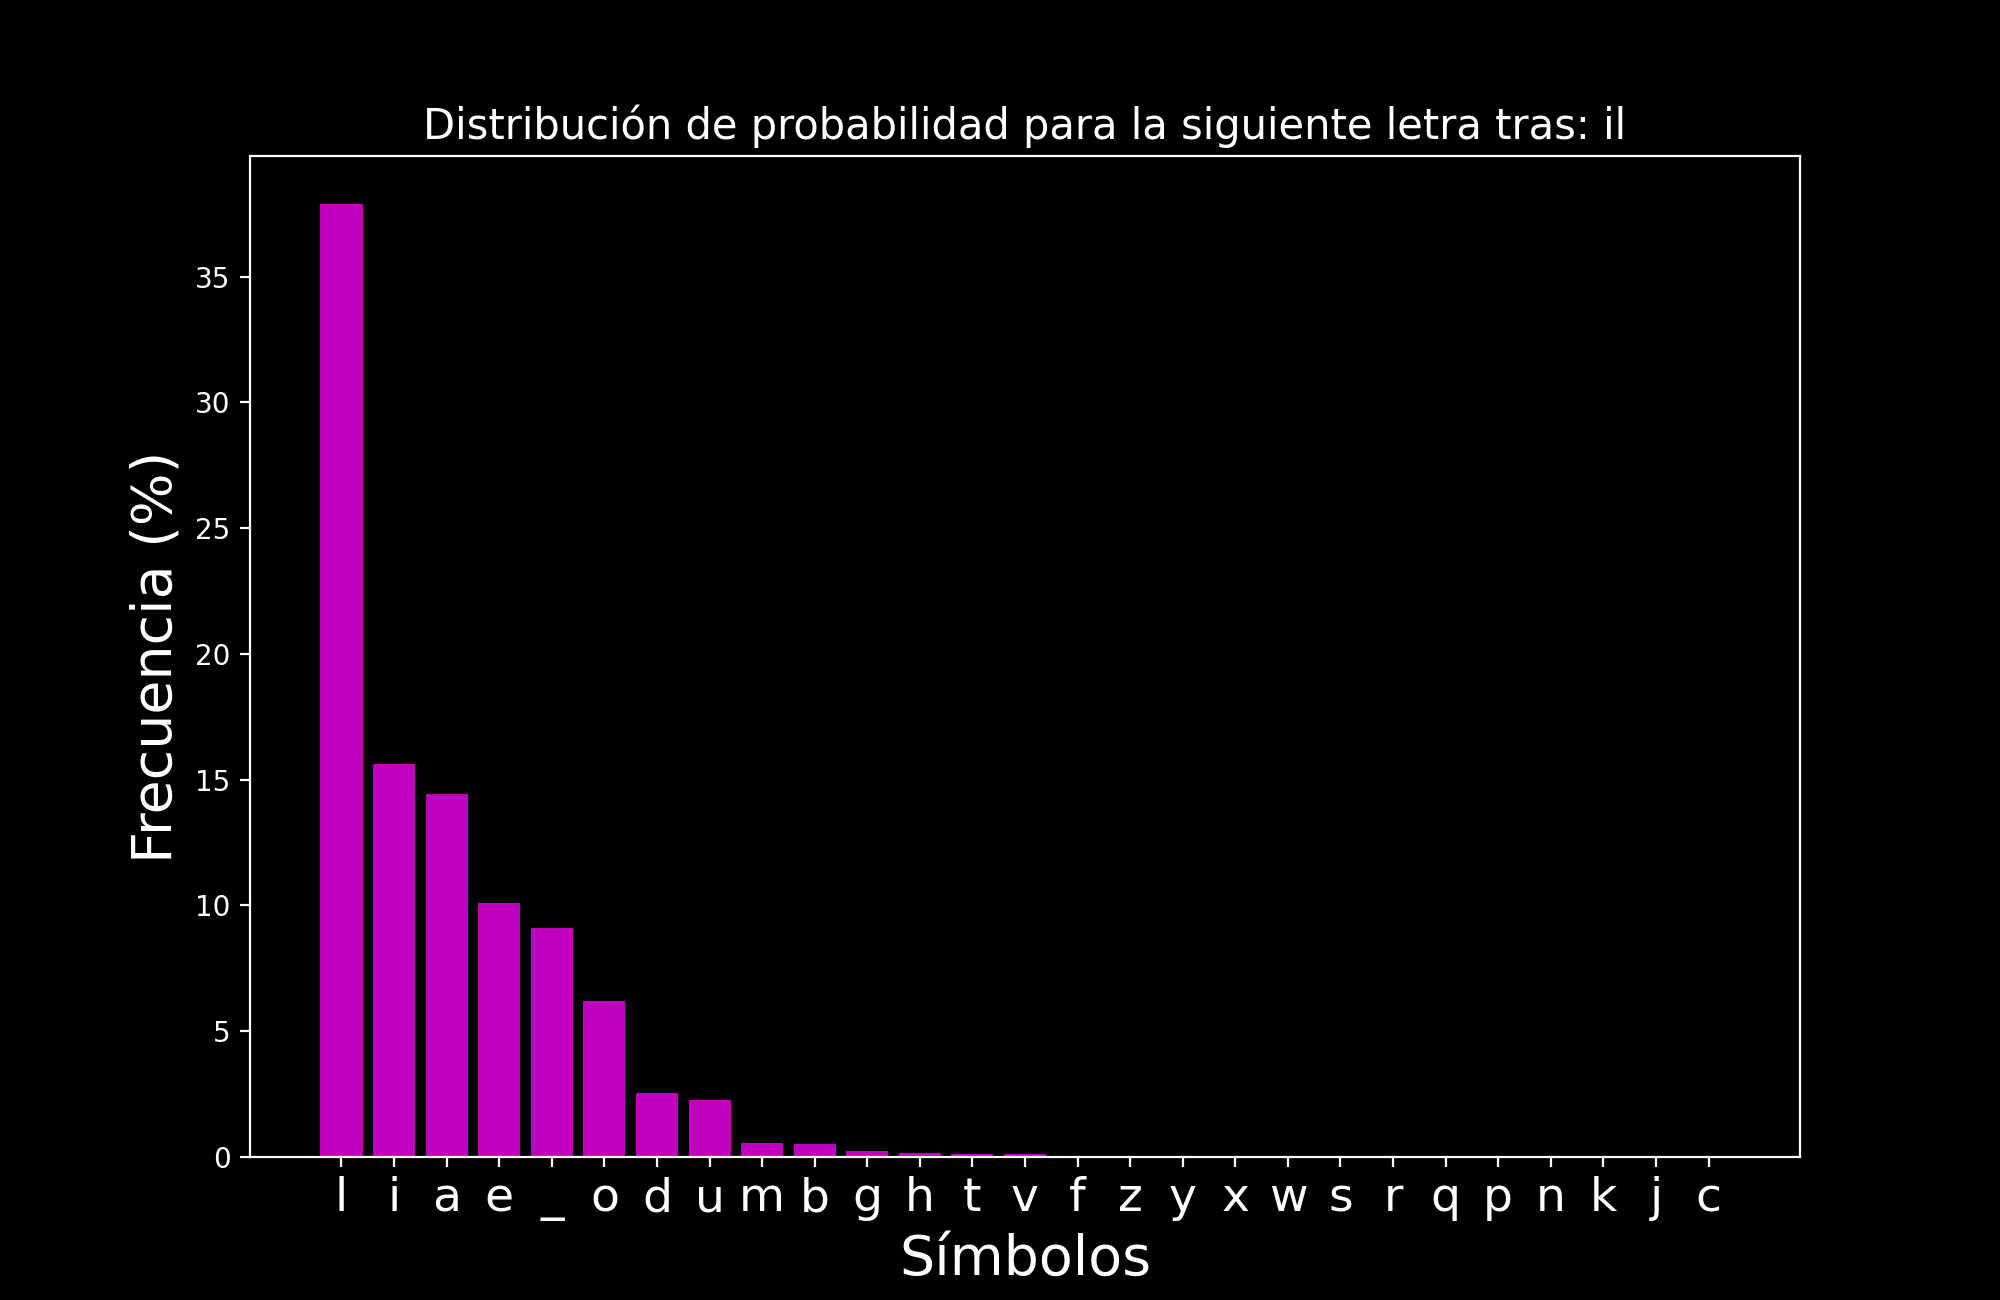 Distribución de probabilidad para la siguiente letra tras: il
Frecuencia (%)
35
30
25
20
15
10
5
0
l i a e _ o d u m b g h t v f z y x w s r q p n k j c
Símbolos